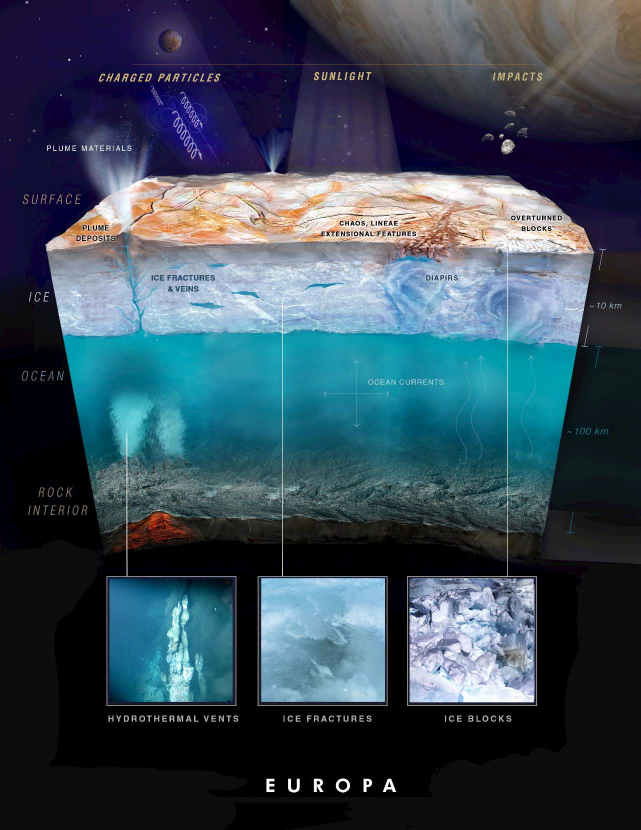 CHARGED PARTICLES
SUNLIGHT
IMPACTS
PLUME MATERIALS
SURFACE
PLUME
DEPOSITS
CHAOS, LINEAE
EXTENSIONAL FEATURES
OVERTURNED
BLOCKS
ICE
ICE FRACTURES
& VEINS
DIAPIRS
~10 km
OCEAN
OCEAN CURRENTS
~100 km
ROCK
INTERIOR
HYDROTHERMAL VENTS
ICE FRACTURES
ICE BLOCKS
EUROPA